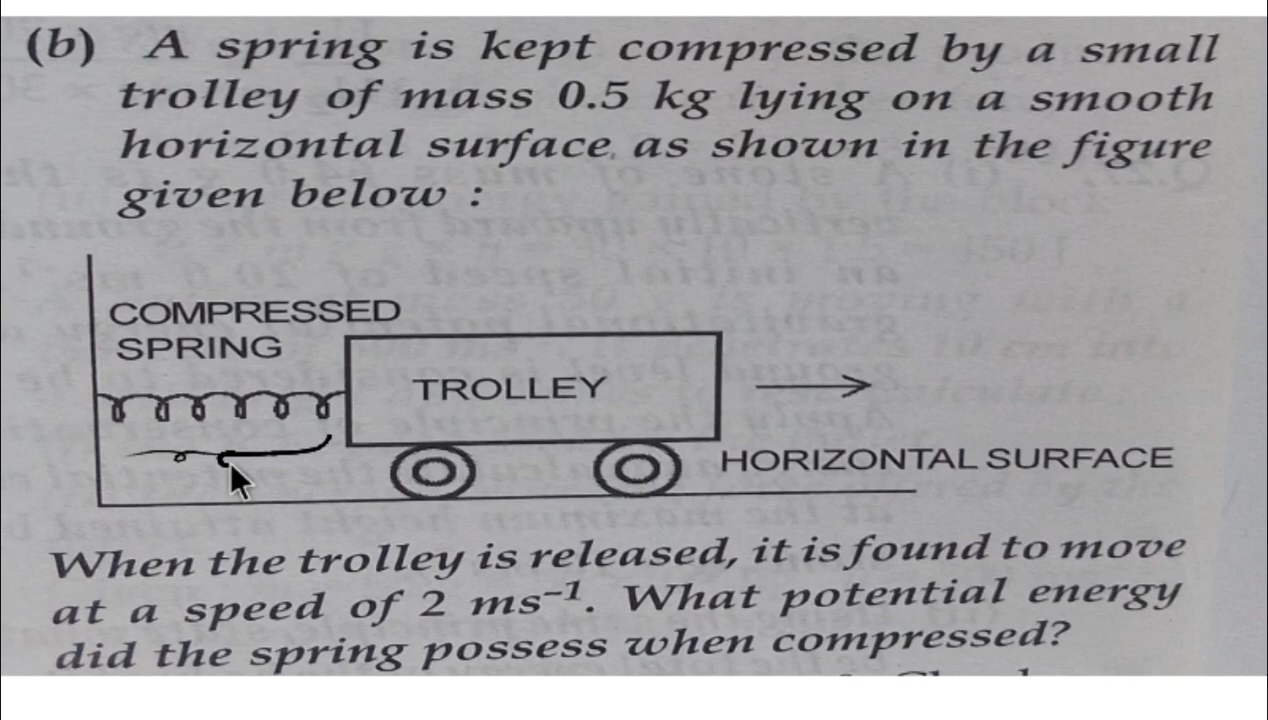 (b) A spring is kept compressed by a small
trolley of mass 0.5 kg lying on a smooth
horizontal surface as shown in the figure
given below :
COMPRESSED
SPRING
TROLLEY
HORIZONTAL SURFACE
When the trolley is released, it is found to move
at a speed of 2 ms⁻¹. What potential energy
did the spring possess when compressed?